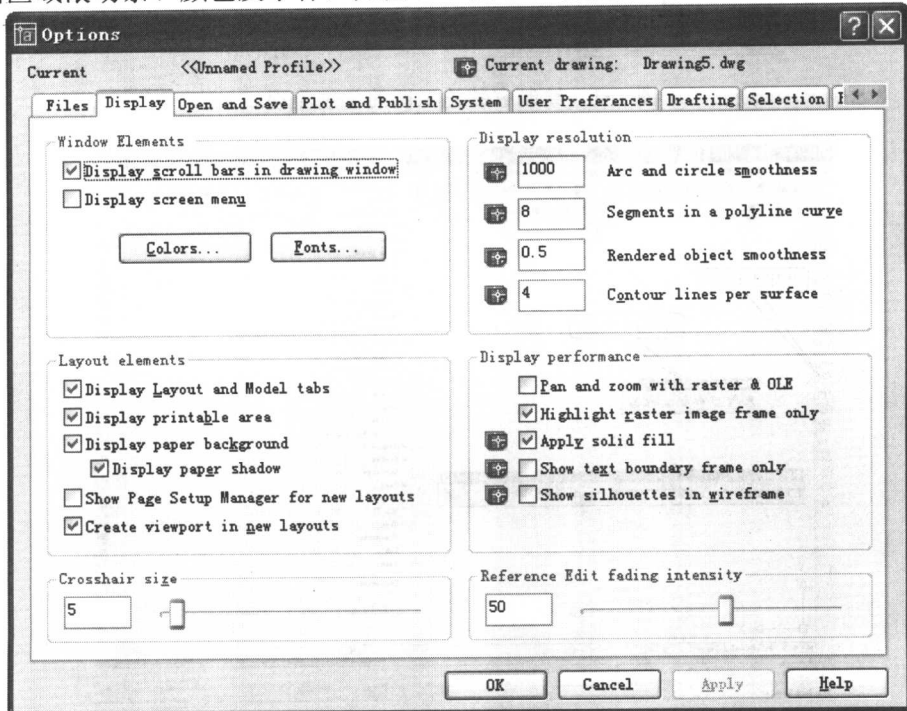 Options
Current <<Unnamed Profile>> Current drawing: Drawing5.dwg
Files Display Open and Save Plot and Publish System User Preferences Drafting Selection
Window Elements
Display scroll bars in drawing window
Display screen menu
Colors... Fonts...
Display resolution
1000 Arc and circle smoothness
8 Segments in a polyline curve
0.5 Rendered object smoothness
4 Contour lines per surface
Layout elements
Display Layout and Model tabs
Display printable area
Display paper background
Display paper shadow
Show Page Setup Manager for new layouts
Create viewport in new layouts
Display performance
Pan and zoom with raster & OLE
Highlight raster image frame only
Apply solid fill
Show text boundary frame only
Show silhouettes in wireframe
Crosshair size
5
Reference Edit fading intensity
50
OK Cancel Apply Help